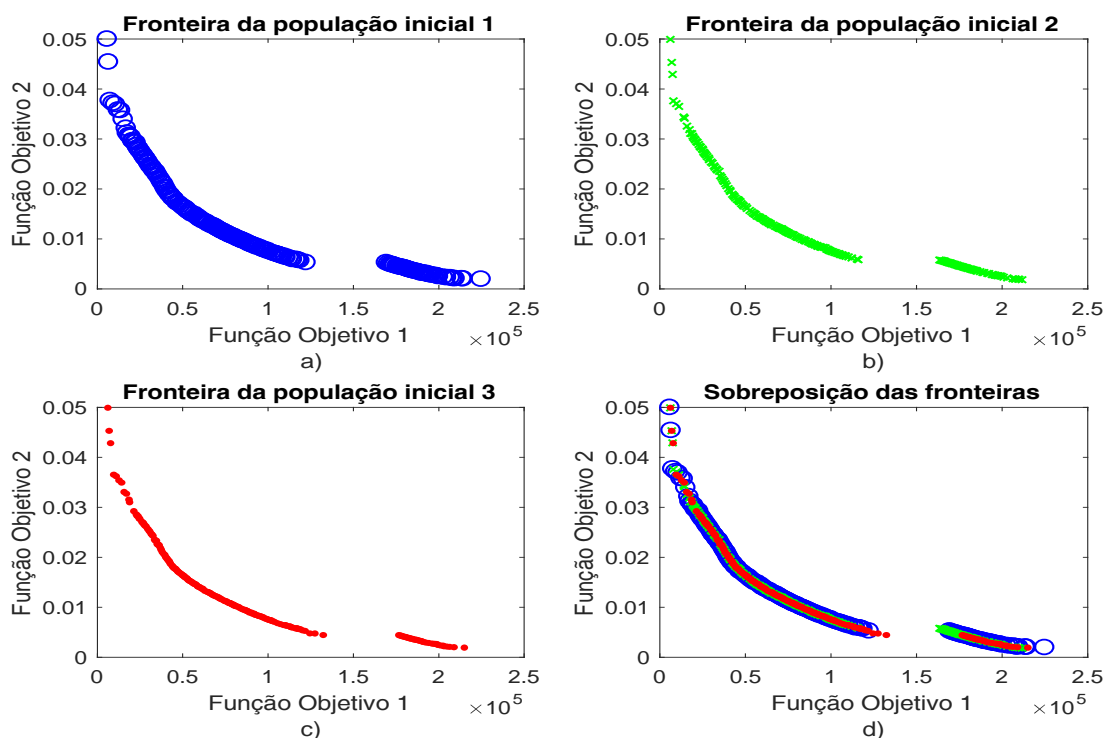 Fronteira da população inicial 1
0.05
0.04
0.03
0.02
0.01
0
Função Objetivo 2
0 0.5 1 1.5 2 2.5
Função Objetivo 1
×10^5
a)
Fronteira da população inicial 2
0.05
0.04
0.03
0.02
0.01
0
Função Objetivo 2
0 0.5 1 1.5 2 2.5
Função Objetivo 1
×10^5
b)
Fronteira da população inicial 3
0.05
0.04
0.03
0.02
0.01
0
Função Objetivo 2
0 0.5 1 1.5 2 2.5
Função Objetivo 1
×10^5
c)
Sobreposição das fronteiras
0.05
0.04
0.03
0.02
0.01
0
Função Objetivo 2
0 0.5 1 1.5 2 2.5
Função Objetivo 1
×10^5
d)